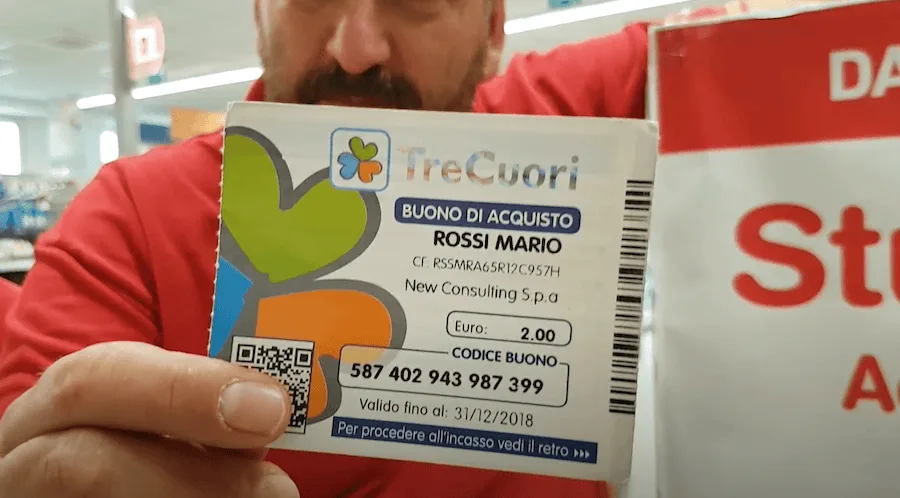 TreCuori
BUONO DI ACQUISTO
ROSSI MARIO
CF: RSSMRA65R12C957H
New Consulting S.p.a
Euro: 2.00
CODICE BUONO
587 402 943 987 399
Valido fino al: 31/12/2018
Per procedere all'incasso vedi il retro
DA
St
A